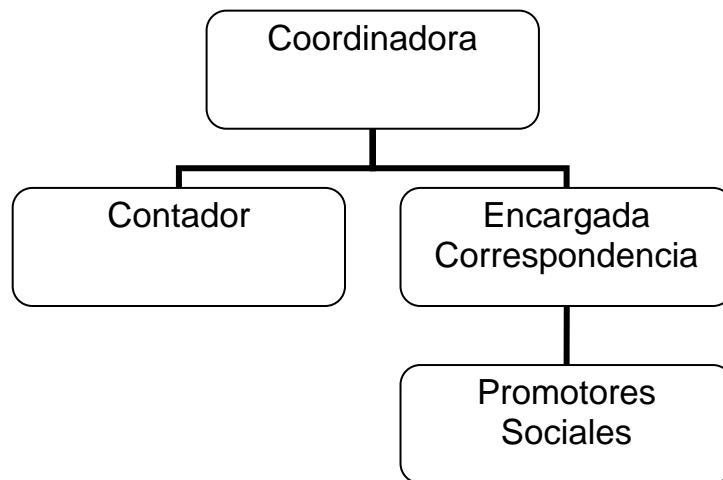 Coordinadora
Contador
Encargada
Correspondencia
Promotores
Sociales